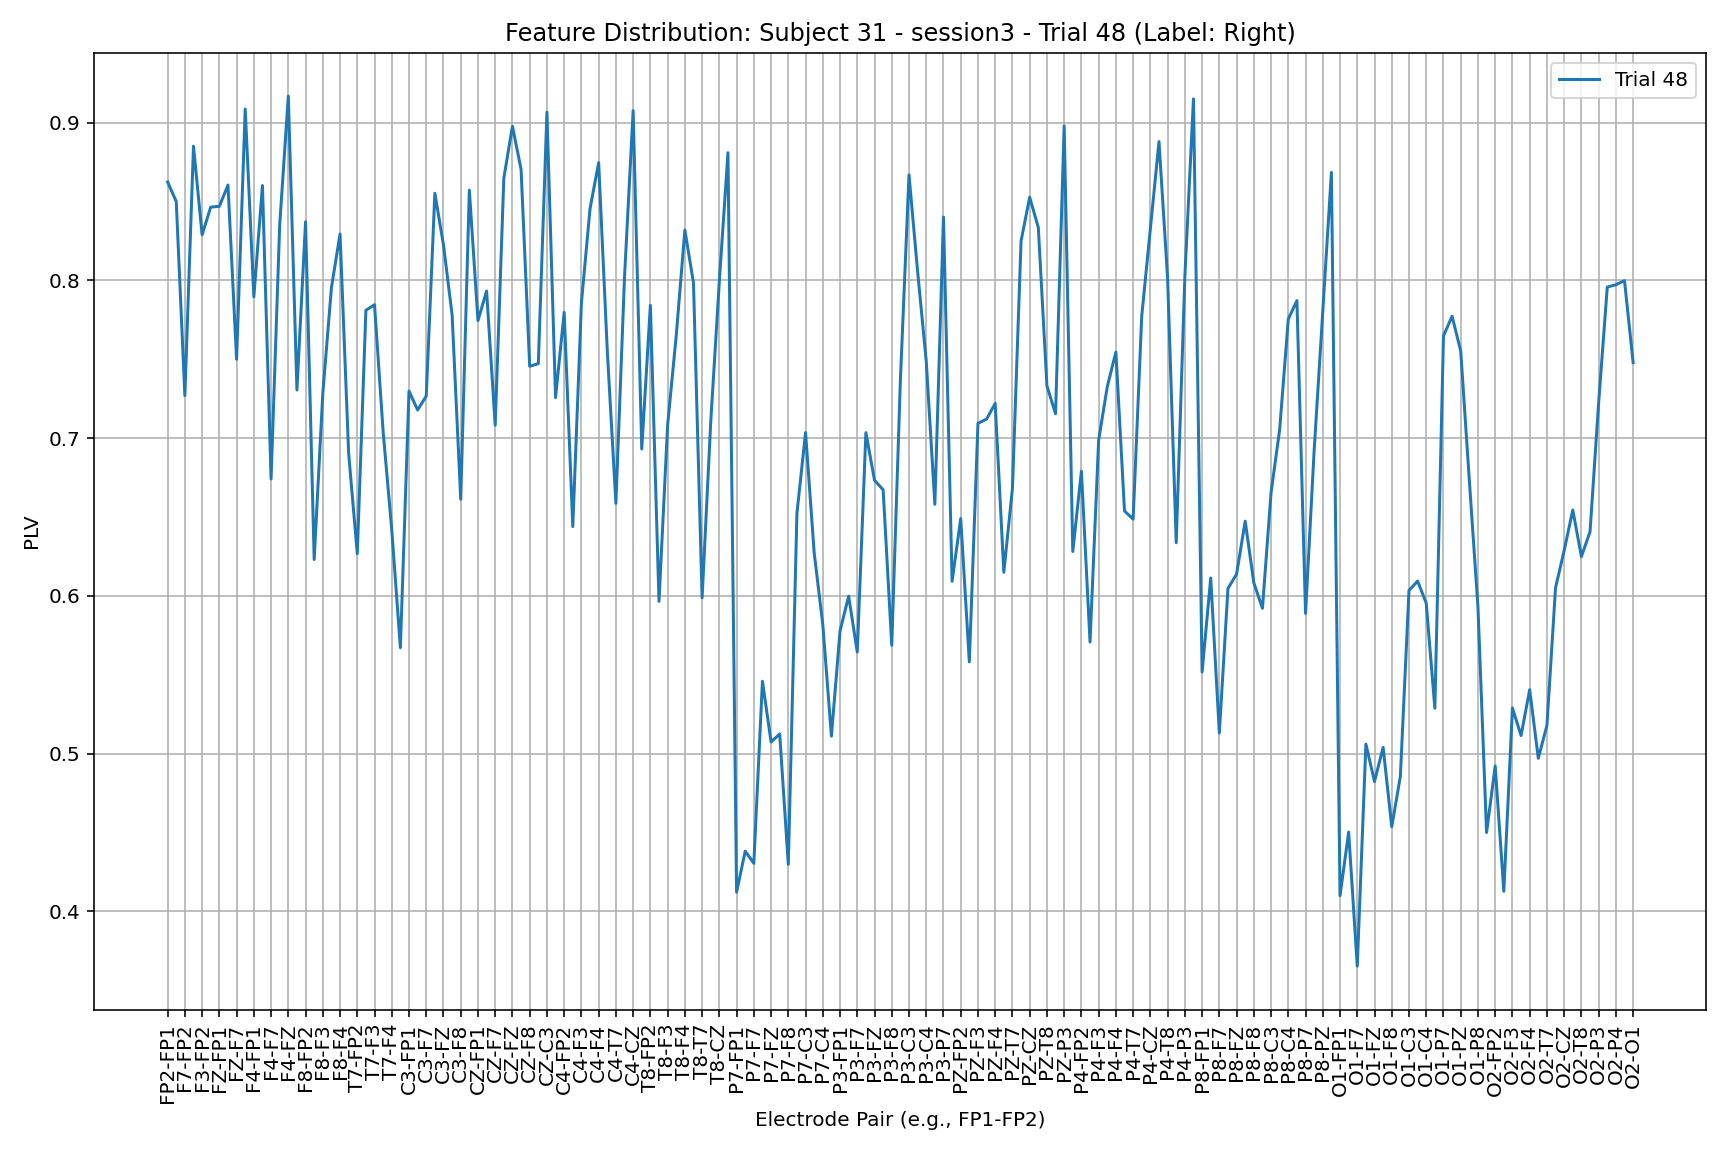 Feature Distribution: Subject 31 - session3 - Trial 48 (Label: Right)
Trial 48
PLV
0.9
0.8
0.7
0.6
0.5
0.4
FP2-FP1
F7-FP2
F3-FP2
FZ-FP1
FZ-F7
F4-FP1
F4-F7
F4-FZ
F8-FP2
F8-F3
F8-F4
T7-FP2
T7-F3
T7-F4
C3-FP1
C3-F7
C3-FZ
C3-F8
CZ-FP1
CZ-F7
CZ-FZ
CZ-F8
CZ-C3
C4-FP2
C4-F3
C4-F4
C4-T7
C4-CZ
T8-FP2
T8-F3
T8-F4
T8-T7
T8-CZ
P7-FP1
P7-F7
P7-FZ
P7-F8
P7-C3
P7-C4
P3-FP1
P3-F7
P3-FZ
P3-F8
P3-C3
P3-C4
P3-P7
PZ-FP2
PZ-F3
PZ-F4
PZ-T7
PZ-CZ
PZ-T8
PZ-P3
P4-FP2
P4-F3
P4-F4
P4-T7
P4-CZ
P4-T8
P4-P3
P8-FP1
P8-F7
P8-FZ
P8-F8
P8-C3
P8-C4
P8-P7
P8-PZ
O1-FP1
O1-F7
O1-FZ
O1-F8
O1-C3
O1-C4
O1-P7
O1-PZ
O1-P8
O2-FP2
O2-F3
O2-F4
O2-T7
O2-CZ
O2-T8
O2-P3
O2-P4
O2-O1
Electrode Pair (e.g., FP1-FP2)